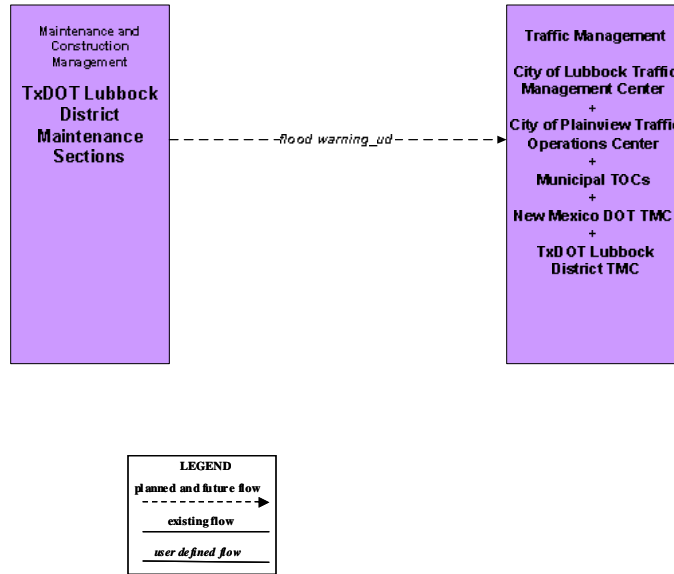 Maintenance and
Construction
Management
TxDOT Lubbock
District
Maintenance
Sections
flood warning_ud
Traffic Management
City of Lubbock Traffic
Management Center
+
City of Plainview Traffic
Operations Center
+
Municipal TOCs
+
New Mexico DOT TMC
+
TxDOT Lubbock
District TMC
LEGEND
planned and future flow
existing flow
user defined flow